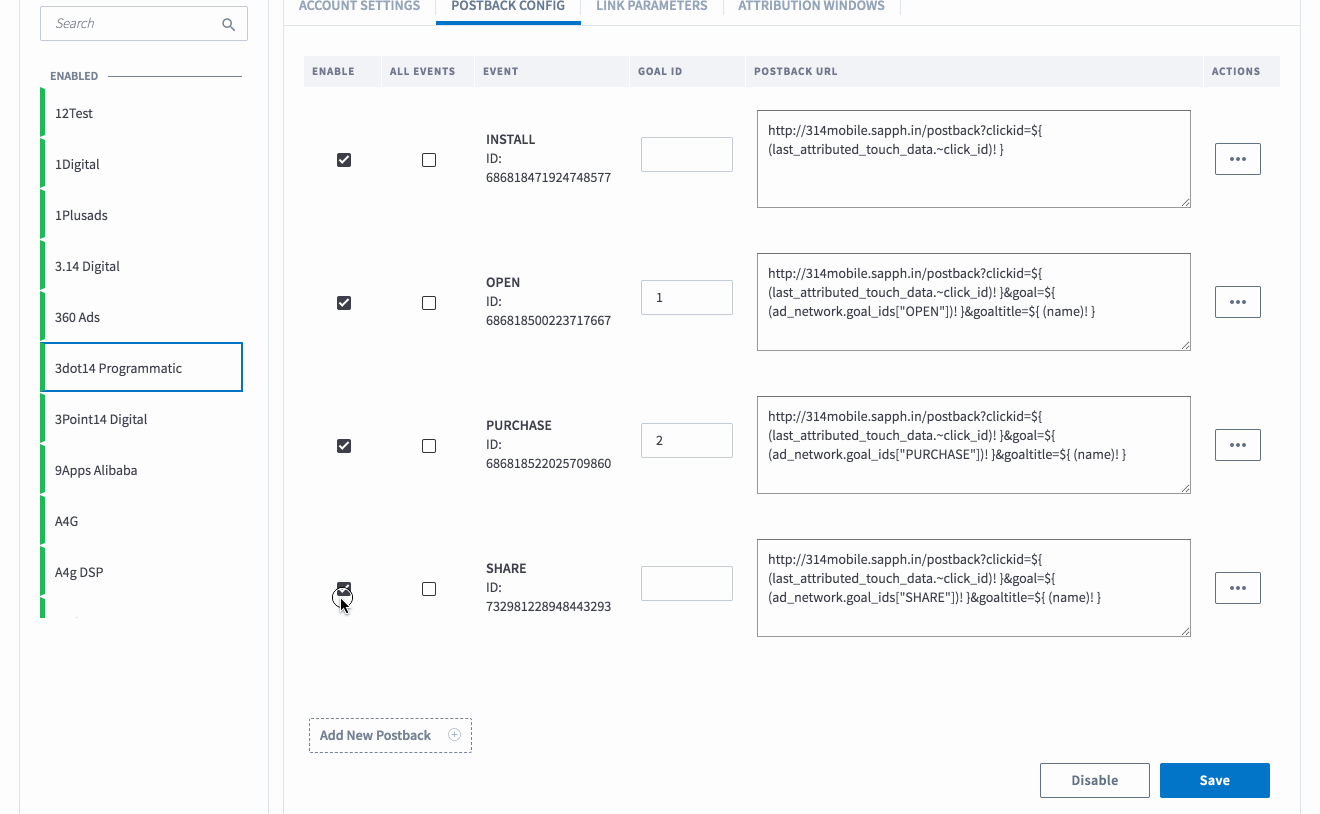 ACCOUNT SETTINGS
POSTBACK CONFIG
LINK PARAMETERS
ATTRIBUTION WINDOWS
Search
ENABLED
12Test
1Digital
1Plusads
3.14 Digital
360 Ads
3dot14 Programmatic
3Point14 Digital
9Apps Alibaba
A4G
A4g DSP
ENABLE
ALL EVENTS
EVENT
GOAL ID
POSTBACK URL
ACTIONS
INSTALL
ID:
686818471924748577
http://314mobile.sapph.in/postback?clickid=${
(last_attributed_touch_data.~click_id)! }
OPEN
ID:
686818500223717667
1
http://314mobile.sapph.in/postback?clickid=${
(last_attributed_touch_data.~click_id)! }&goal=${
(ad_network.goal_ids["OPEN"])! }&goaltitle=${ (name)! }
PURCHASE
ID:
686818522025709860
2
http://314mobile.sapph.in/postback?clickid=${
(last_attributed_touch_data.~click_id)! }&goal=${
(ad_network.goal_ids["PURCHASE"])! }&goaltitle=${ (name)! }
SHARE
ID:
732981228948443293
http://314mobile.sapph.in/postback?clickid=${
(last_attributed_touch_data.~click_id)! }&goal=${
(ad_network.goal_ids["SHARE"])! }&goaltitle=${ (name)! }
Add New Postback
Disable
Save